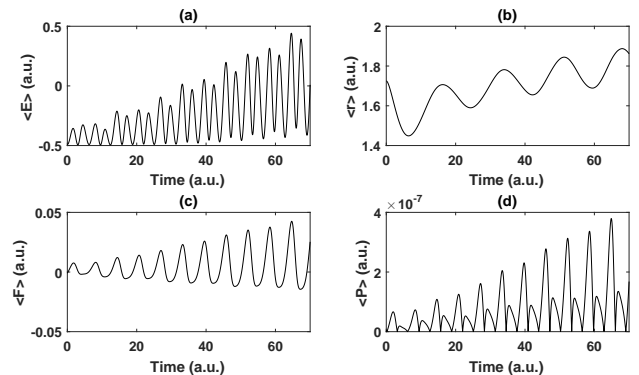 (a)
0.5
0
-0.5
<E> (a.u.)
0 20 40 60
Time (a.u.)
(b)
2
1.8
1.6
1.4
<r> (a.u.)
0 20 40 60
Time (a.u.)
(c)
0.05
0
-0.05
<F> (a.u.)
0 20 40 60
Time (a.u.)
(d)
×10⁻⁷
4
2
0
<P> (a.u.)
0 20 40 60
Time (a.u.)